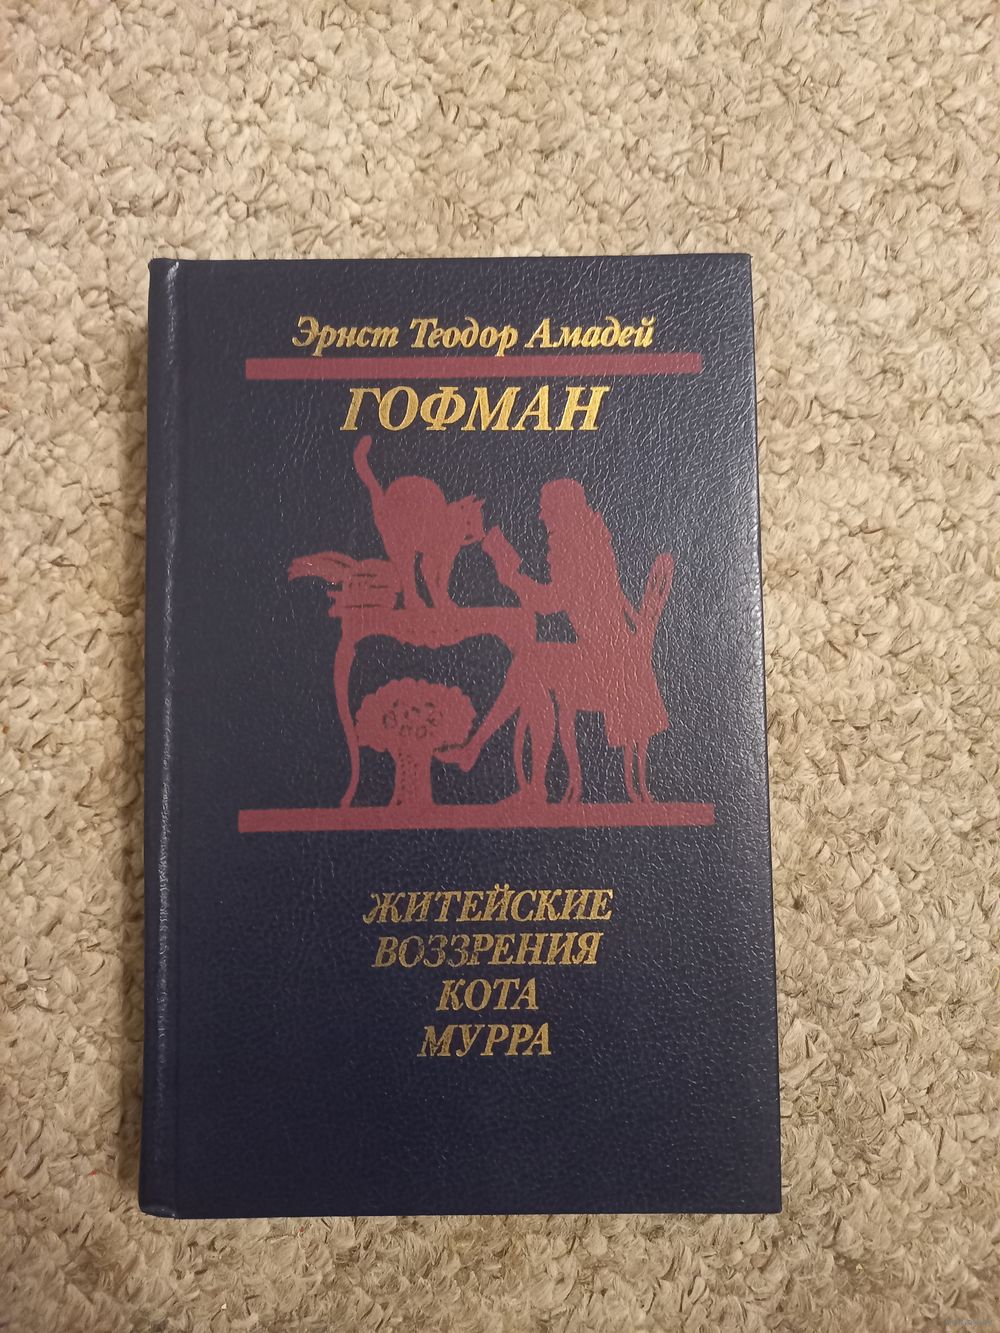 Эрнст Теодор Амадей
ГОФМАН
ЖИТЕЙСКИЕ
ВОЗЗРЕНИЯ
КОТА
МУРРА